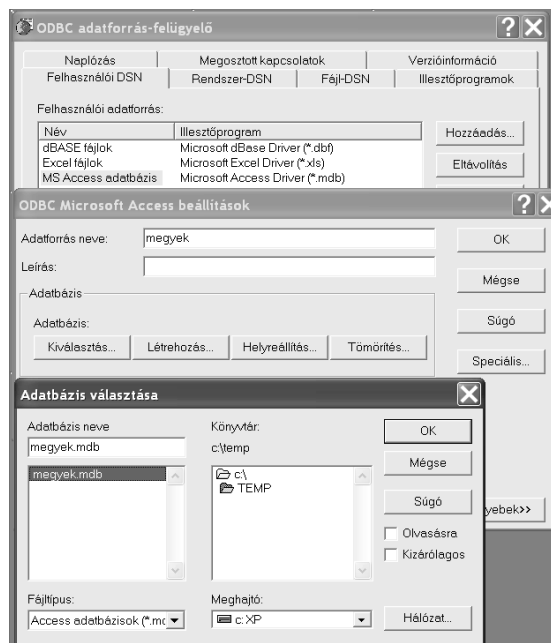 ODBC adatforrás-felügyelő
Naplózás Megosztott kapcsolatok Verzióinformáció
Felhasználói DSN Rendszer-DSN Fájl-DSN Illesztőprogramok
Felhasználói adatforrás:
Név Illesztőprogram
dBASE fájlok Microsoft dBase Driver (*.dbf)
Excel fájlok Microsoft Excel Driver (*.xls)
MS Access adatbázis Microsoft Access Driver (*.mdb)
Hozzáadás...
Eltávolítás
ODBC Microsoft Access beállítások
Adatforrás neve: megyek
Leírás:
Adatbázis
Adatbázis:
Kiválasztás... Létrehozás... Helyreállítás... Tömörítés...
OK
Mégse
Súgó
Speciális...
yebek>>
Adatbázis választása
Adatbázis neve
megyek.mdb
megyek.mdb
Könyvtár:
c:\temp
c:\
TEMP
OK
Mégse
Súgó
Olvasásra
Kizárólagos
Fájltípus:
Access adatbázisok (*.mc
Meghajtó:
c: XP
Hálózat...